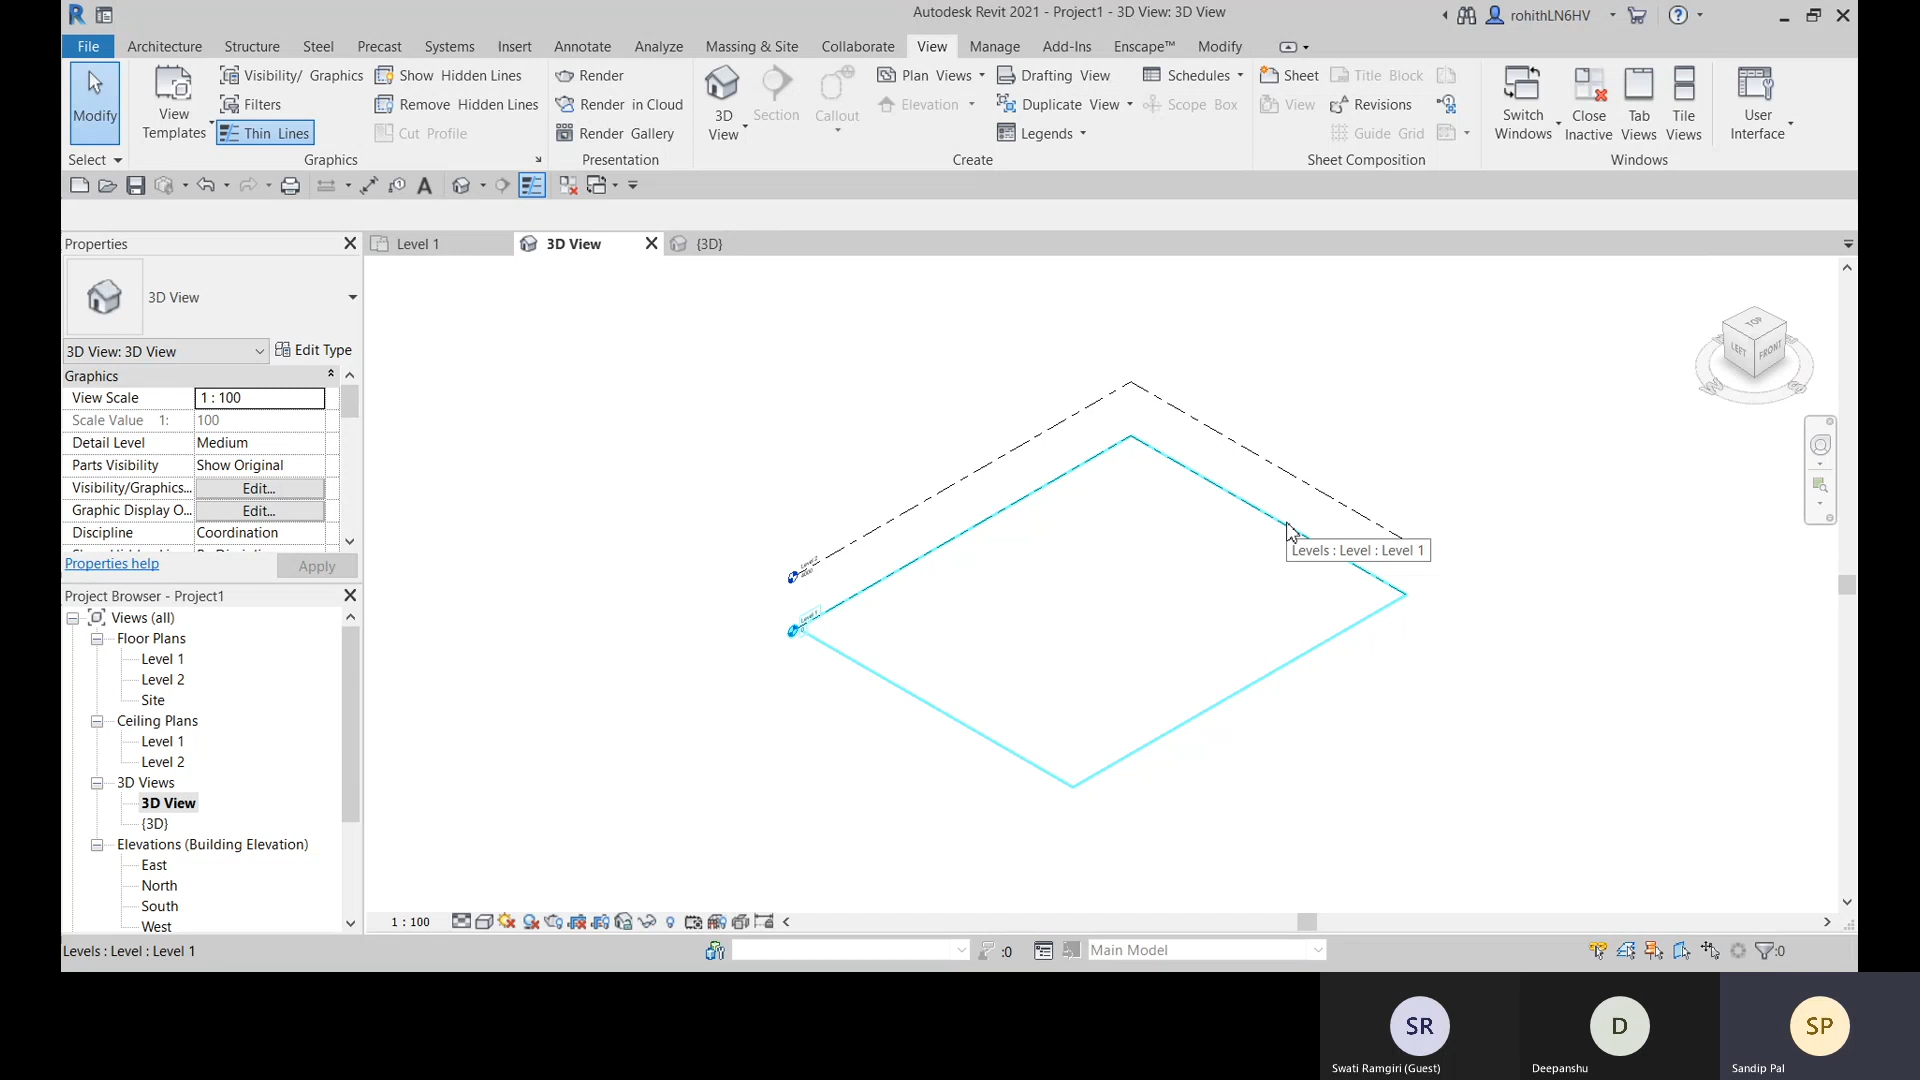 Autodesk Revit 2021 - Project1 - 3D View: 3D View
rohithLN6HV
File Architecture Structure Steel Precast Systems Insert Annotate Analyze Massing & Site Collaborate View Manage Add-Ins Enscape™ Modify
Modify
Select
View Templates
Visibility/ Graphics
Filters
Thin Lines
Show Hidden Lines
Remove Hidden Lines
Cut Profile
Graphics
Render
Render in Cloud
Render Gallery
Presentation
3D View
Section
Callout
Plan Views
Elevation
Drafting View
Duplicate View
Legends
Schedules
Scope Box
Create
Sheet
View
Title Block
Revisions
Guide Grid
Sheet Composition
Switch Windows
Close Inactive
Tab Views
Tile Views
User Interface
Windows
Properties
Level 1
3D View
{3D}
3D View
3D View: 3D View
Edit Type
Graphics
View Scale 1 : 100
Scale Value 1: 100
Detail Level Medium
Parts Visibility Show Original
Visibility/Graphics... Edit...
Graphic Display O... Edit...
Discipline Coordination
Properties help
Apply
Project Browser - Project1
Views (all)
Floor Plans
Level 1
Level 2
Site
Ceiling Plans
Level 1
Level 2
3D Views
3D View
{3D}
Elevations (Building Elevation)
East
North
South
West
TOP
LEFT
FRONT
Level 2
4000
Level 1
0
Levels : Level : Level 1
1 : 100
Levels : Level : Level 1
:0
Main Model
:0
SR
Swati Ramgiri (Guest)
D
Deepanshu
SP
Sandip Pal